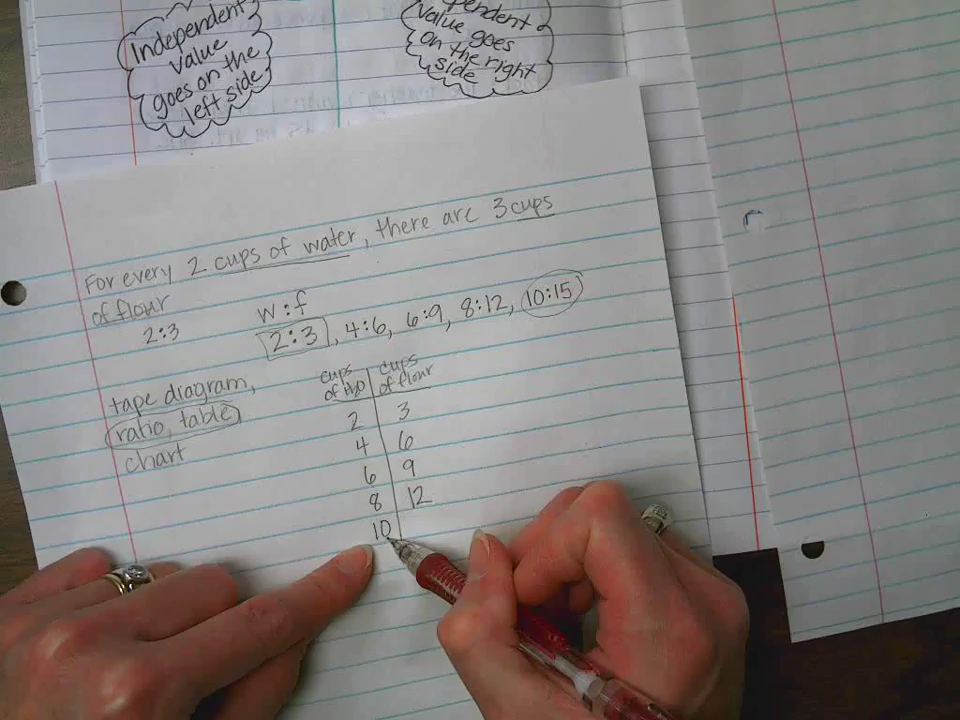 Independent
value
goes on the
left side
value goes
on the right
side
For every 2 cups of water, there are 3 cups
of flour
2:3
w:f
2:3, 4:6, 6:9, 8:12, 10:15
tape diagram,
ratio, table
chart
cups of H2O cups of flour
2 3
4 6
6 9
8 12
10